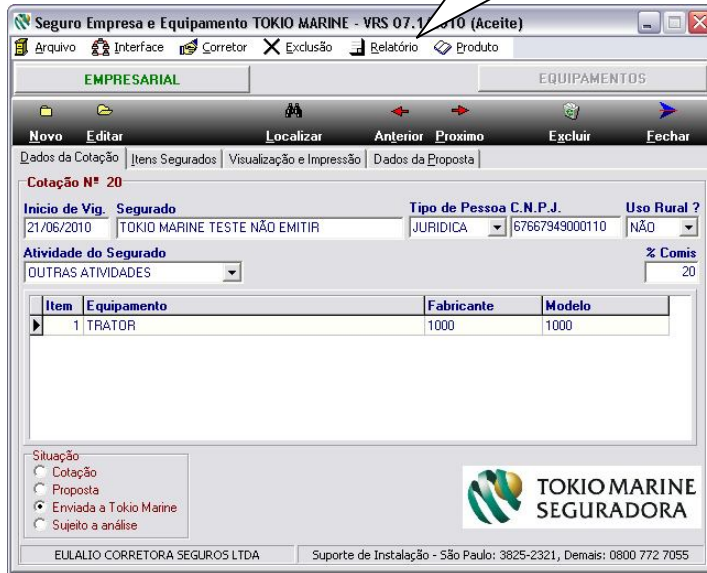 Seguro Empresa e Equipamento TOKIO MARINE - VRS 07.1 (Aceite)
Arquivo Interface Corretor Exclusão Relatório Produto
EMPRESARIAL EQUIPAMENTOS
Novo Editar Localizar Anterior Proximo Excluir Fechar
Dados da Cotação Itens Segurados Visualização e Impressão Dados da Proposta
Cotação Nº 20
Inicio de Vig. Segurado Tipo de Pessoa C.N.P.J. Uso Rural ?
21/06/2010 TOKIO MARINE TESTE NÃO EMITIR JURIDICA 67667949000110 NÃO
Atividade do Segurado % Comis
OUTRAS ATIVIDADES 20
Item Equipamento Fabricante Modelo
1 TRATOR 1000 1000
Situação
Cotação
Proposta
Enviada a Tokio Marine
Sujeito a análise
TOKIO MARINE
SEGURADORA
EULALIO CORRETORA SEGUROS LTDA Suporte de Instalação - São Paulo: 3825-2321, Demais: 0800 772 7055